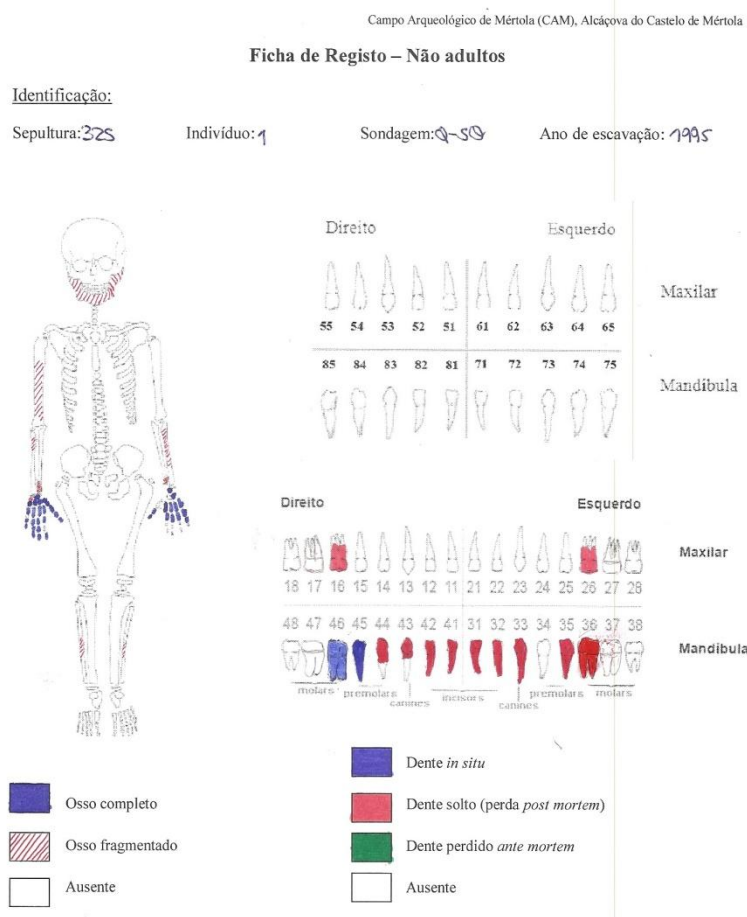 Campo Arqueológico de Mértola (CAM), Alcáçova do Castelo de Mértola
Ficha de Registo – Não adultos
Identificação:
Sepultura: 325 Indivíduo: 1 Sondagem: Q-5Q Ano de escavação: 1995
Direito Esquerdo
Maxilar
55 54 53 52 51 61 62 63 64 65
85 84 83 82 81 71 72 73 74 75
Mandíbula
Direito Esquerdo
Maxilar
18 17 16 15 14 13 12 11 21 22 23 24 25 26 27 28
48 47 46 45 44 43 42 41 31 32 33 34 35 36 37 38
Mandíbula
molars premolars canines incisors canines premolars molars
Osso completo
Osso fragmentado
Ausente
Dente in situ
Dente solto (perda post mortem)
Dente perdido ante mortem
Ausente